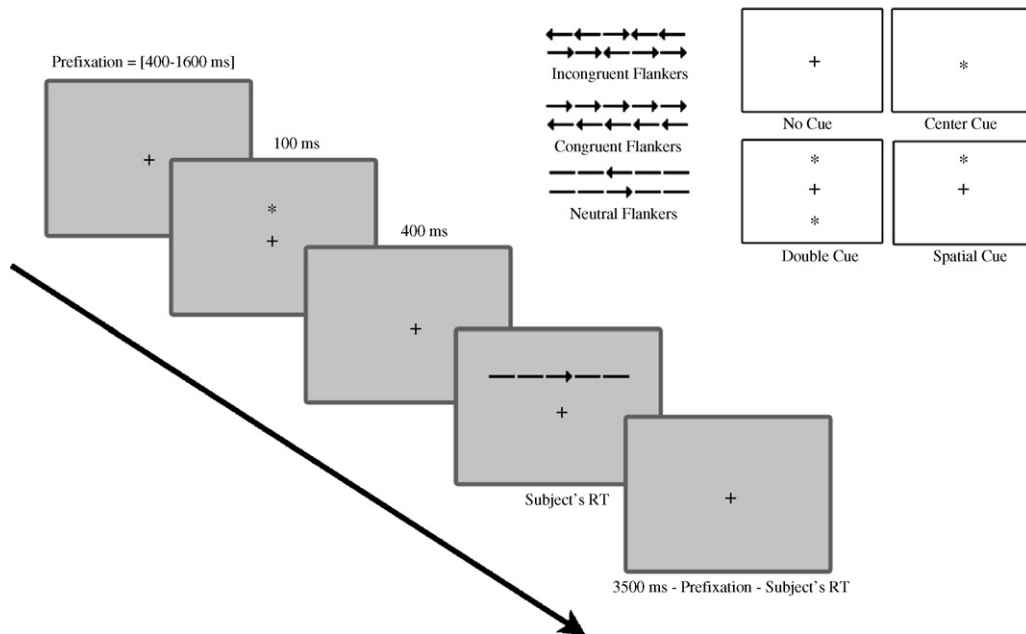 Prefixation = [400-1600 ms]
100 ms
400 ms
Subject's RT
3500 ms - Prefixation - Subject's RT
Incongruent Flankers
Congruent Flankers
Neutral Flankers
No Cue
Center Cue
Double Cue
Spatial Cue